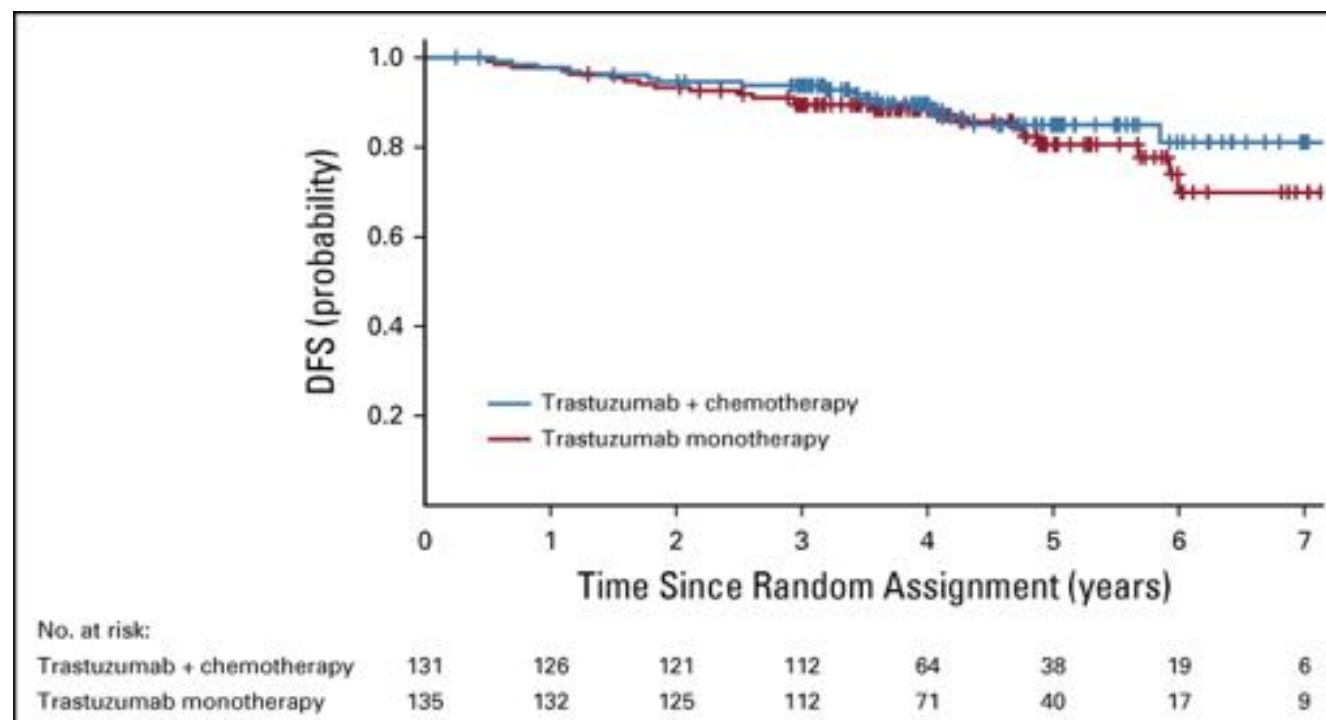 1.0
0.8
0.6
0.4
0.2
DFS (probability)
Trastuzumab + chemotherapy
Trastuzumab monotherapy
0 1 2 3 4 5 6 7
Time Since Random Assignment (years)
No. at risk:
Trastuzumab + chemotherapy 131 126 121 112 64 38 19 6
Trastuzumab monotherapy 135 132 125 112 71 40 17 9